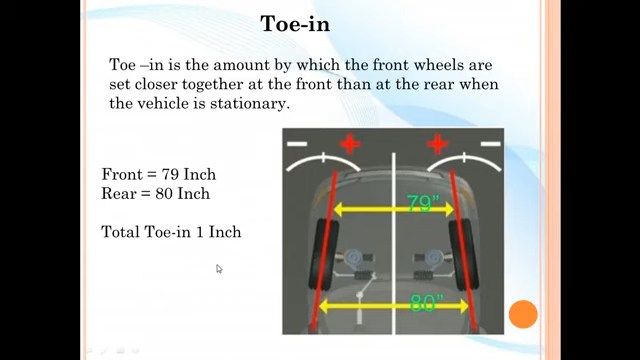 Toe-in
Toe –in is the amount by which the front wheels are
set closer together at the front than at the rear when
the vehicle is stationary.
Front = 79 Inch
Rear = 80 Inch
Total Toe-in 1 Inch
− + + −
79”
80”